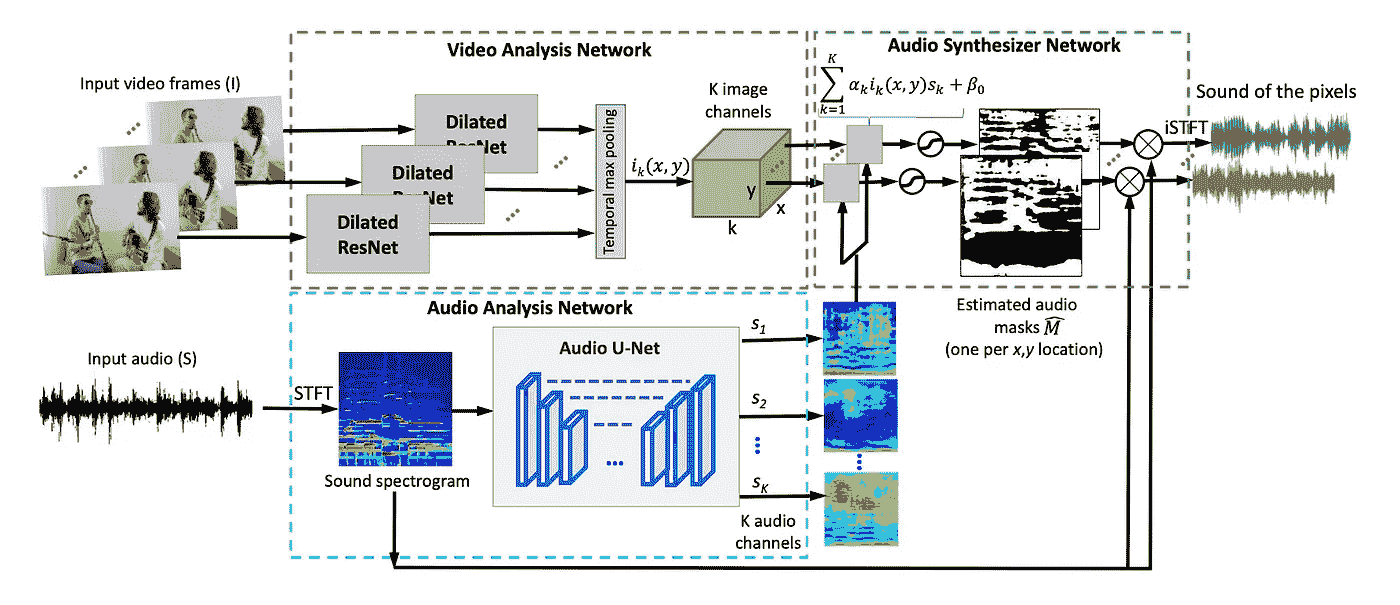 Video Analysis Network
Input video frames (I)
Dilated
ResNet
Dilated
ResNet
Dilated
ResNet
Temporal max pooling
i_k(x, y)
K image
channels
y
x
k
Audio Synthesizer Network
\sum_{k=1}^{K} α_k i_k(x, y)s_k + β_0
Sound of the pixels
iSTFT
Estimated audio
masks \widehat{M}
(one per x,y location)
Audio Analysis Network
Input audio (S)
STFT
Sound spectrogram
Audio U-Net
s_1
s_2
s_K
K audio
channels